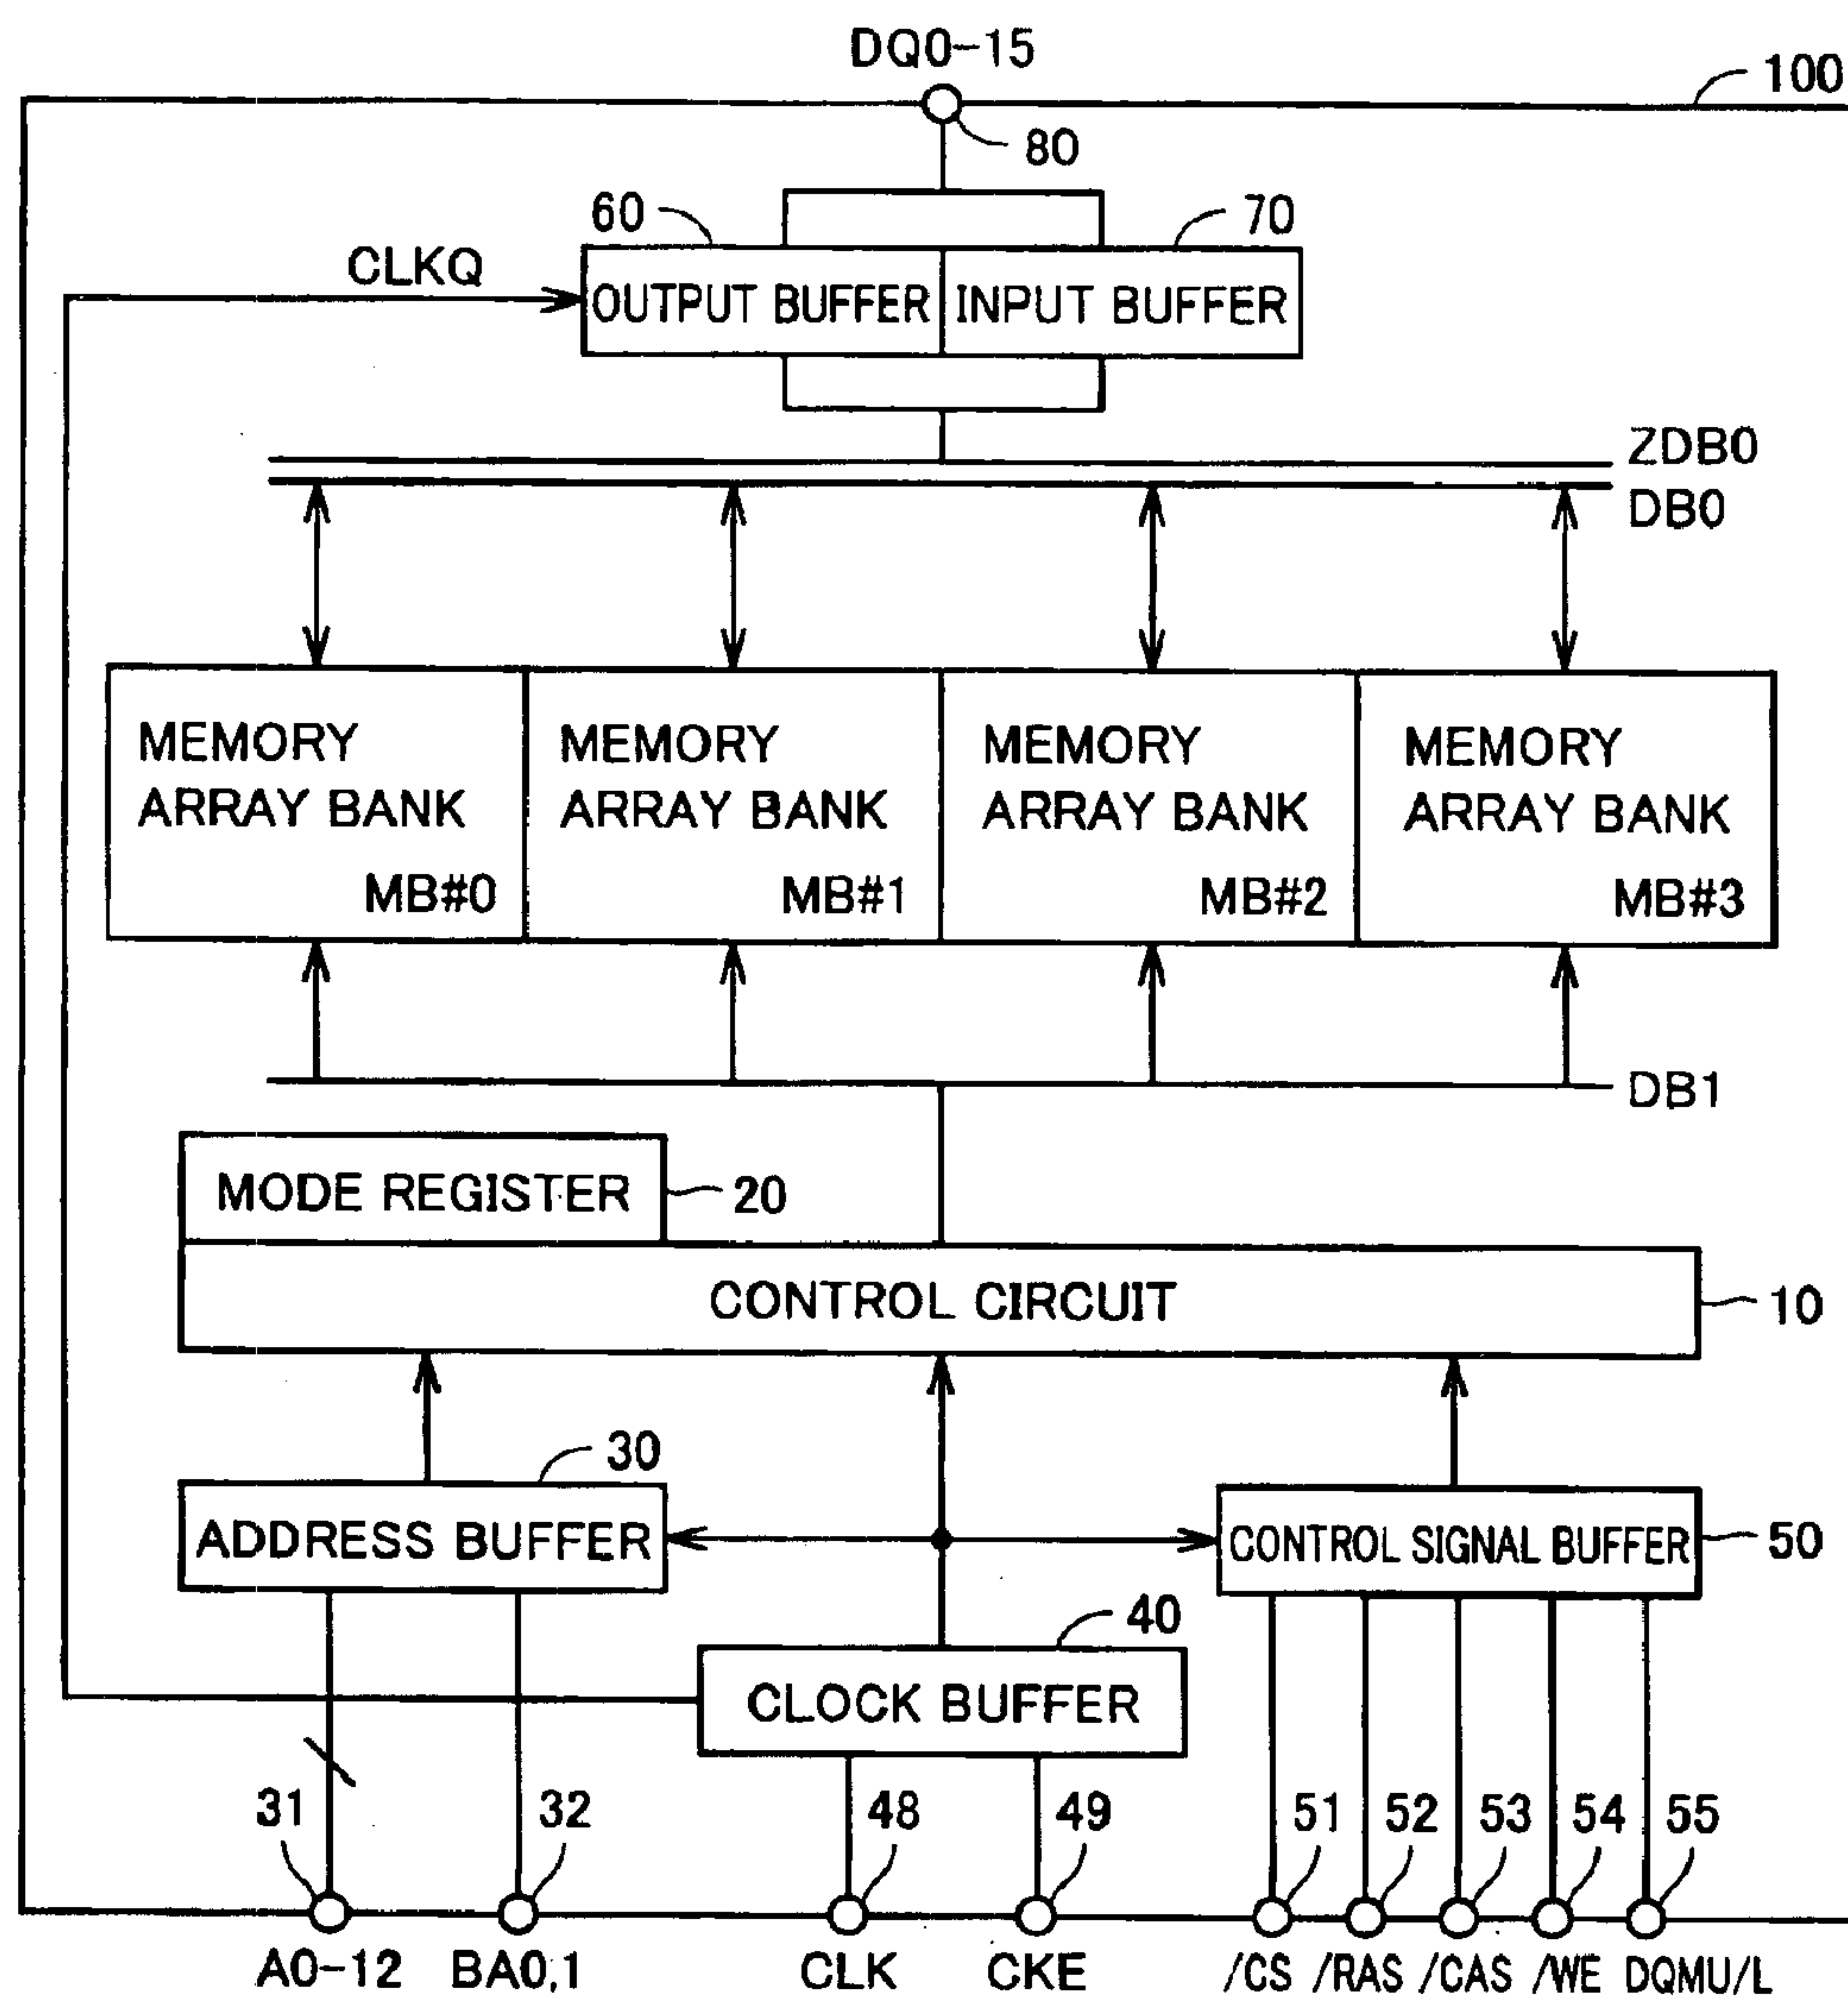 DQ0-15
100
80
60
70
CLKQ
OUTPUT BUFFER
INPUT BUFFER
ZDB0
DB0
MEMORY
ARRAY BANK
MB#0
MEMORY
ARRAY BANK
MB#1
MEMORY
ARRAY BANK
MB#2
MEMORY
ARRAY BANK
MB#3
DB1
MODE REGISTER
20
CONTROL CIRCUIT
10
30
ADDRESS BUFFER
CONTROL SIGNAL BUFFER
50
40
CLOCK BUFFER
31
32
48
49
51
52
53
54
55
A0-12
BA0,1
CLK
CKE
/CS
/RAS
/CAS
/WE
DQMU/L